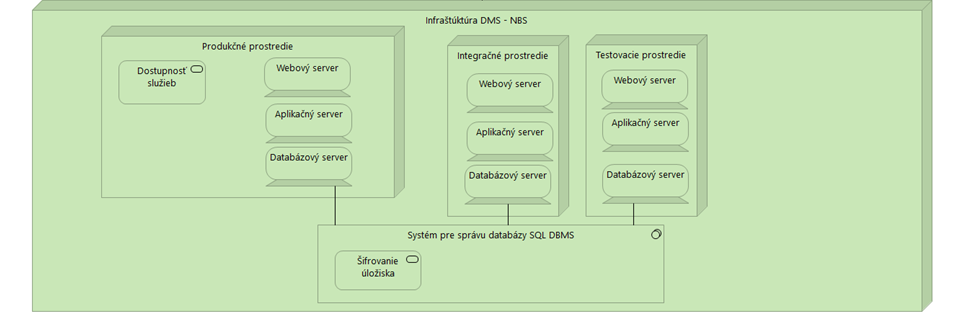 Infraštúktúra DMS - NBS
Produkčné prostredie
Dostupnosť
služieb
Webový server
Aplikačný server
Databázový server
Integračné prostredie
Webový server
Aplikačný server
Databázový server
Testovacie prostredie
Webový server
Aplikačný server
Databázový server
Systém pre správu databázy SQL DBMS
Šifrovanie
úložiska